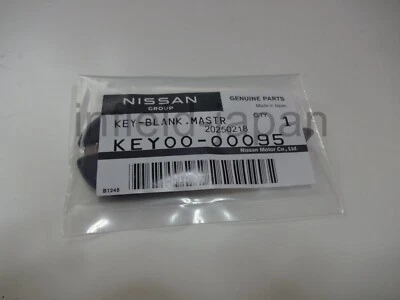 NISSAN
GROUP
GENUINE PARTS
Made in Japan
KEY-BLANK.MASTR
QTY
1
20250218
KEY00-00095
Nissan Motor Co., Ltd.
B1249